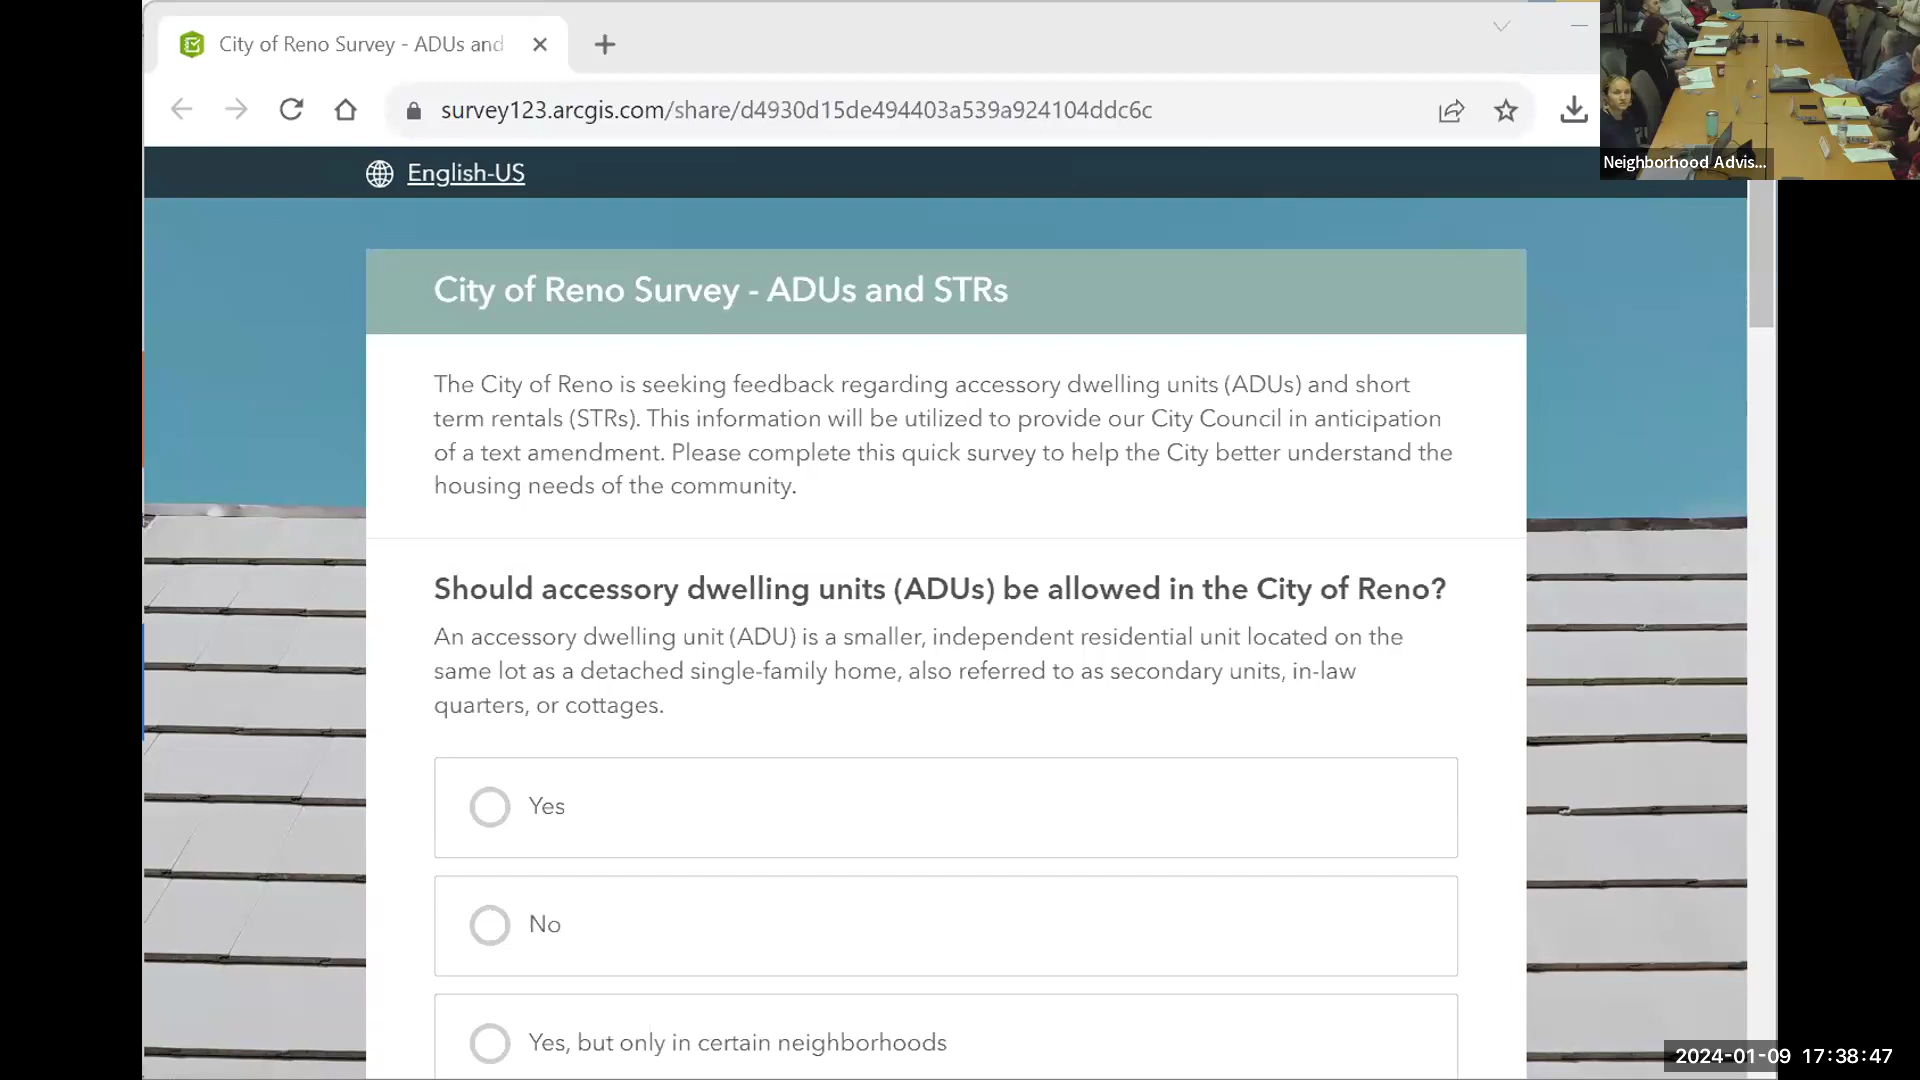 City of Reno Survey - ADUs and
survey123.arcgis.com/share/d4930d15de494403a539a924104ddc6c
Neighborhood Advis...
English-US
City of Reno Survey - ADUs and STRs
The City of Reno is seeking feedback regarding accessory dwelling units (ADUs) and short
term rentals (STRs). This information will be utilized to provide our City Council in anticipation
of a text amendment. Please complete this quick survey to help the City better understand the
housing needs of the community.
Should accessory dwelling units (ADUs) be allowed in the City of Reno?
An accessory dwelling unit (ADU) is a smaller, independent residential unit located on the
same lot as a detached single-family home, also referred to as secondary units, in-law
quarters, or cottages.
Yes
No
Yes, but only in certain neighborhoods
2024-01-09 17:38:47